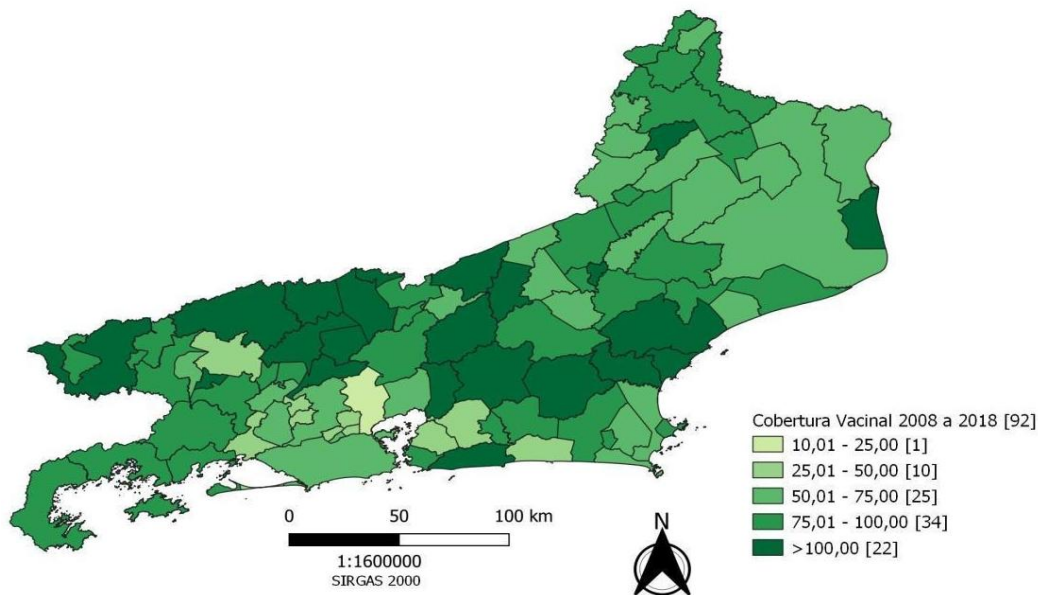 Cobertura Vacinal 2008 a 2018 [92]
10,01 - 25,00 [1]
25,01 - 50,00 [10]
50,01 - 75,00 [25]
75,01 - 100,00 [34]
>100,00 [22]
0 50 100 km
1:1600000
SIRGAS 2000
N